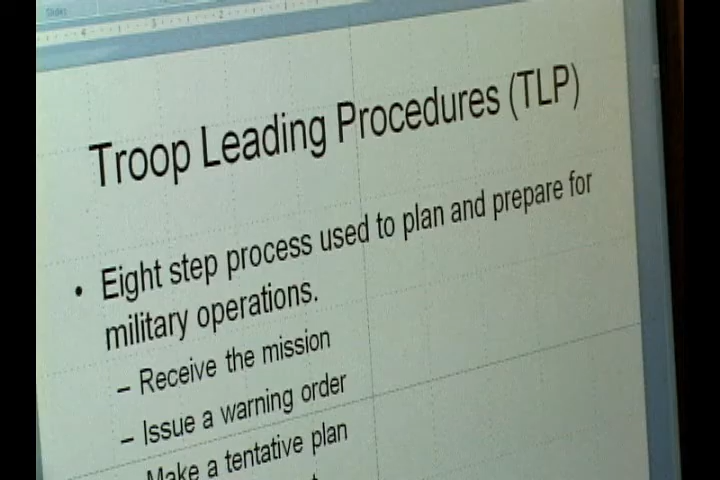 Slides
Troop Leading Procedures (TLP)
• Eight step process used to plan and prepare for
military operations.
– Receive the mission
– Issue a warning order
Make a tentative plan